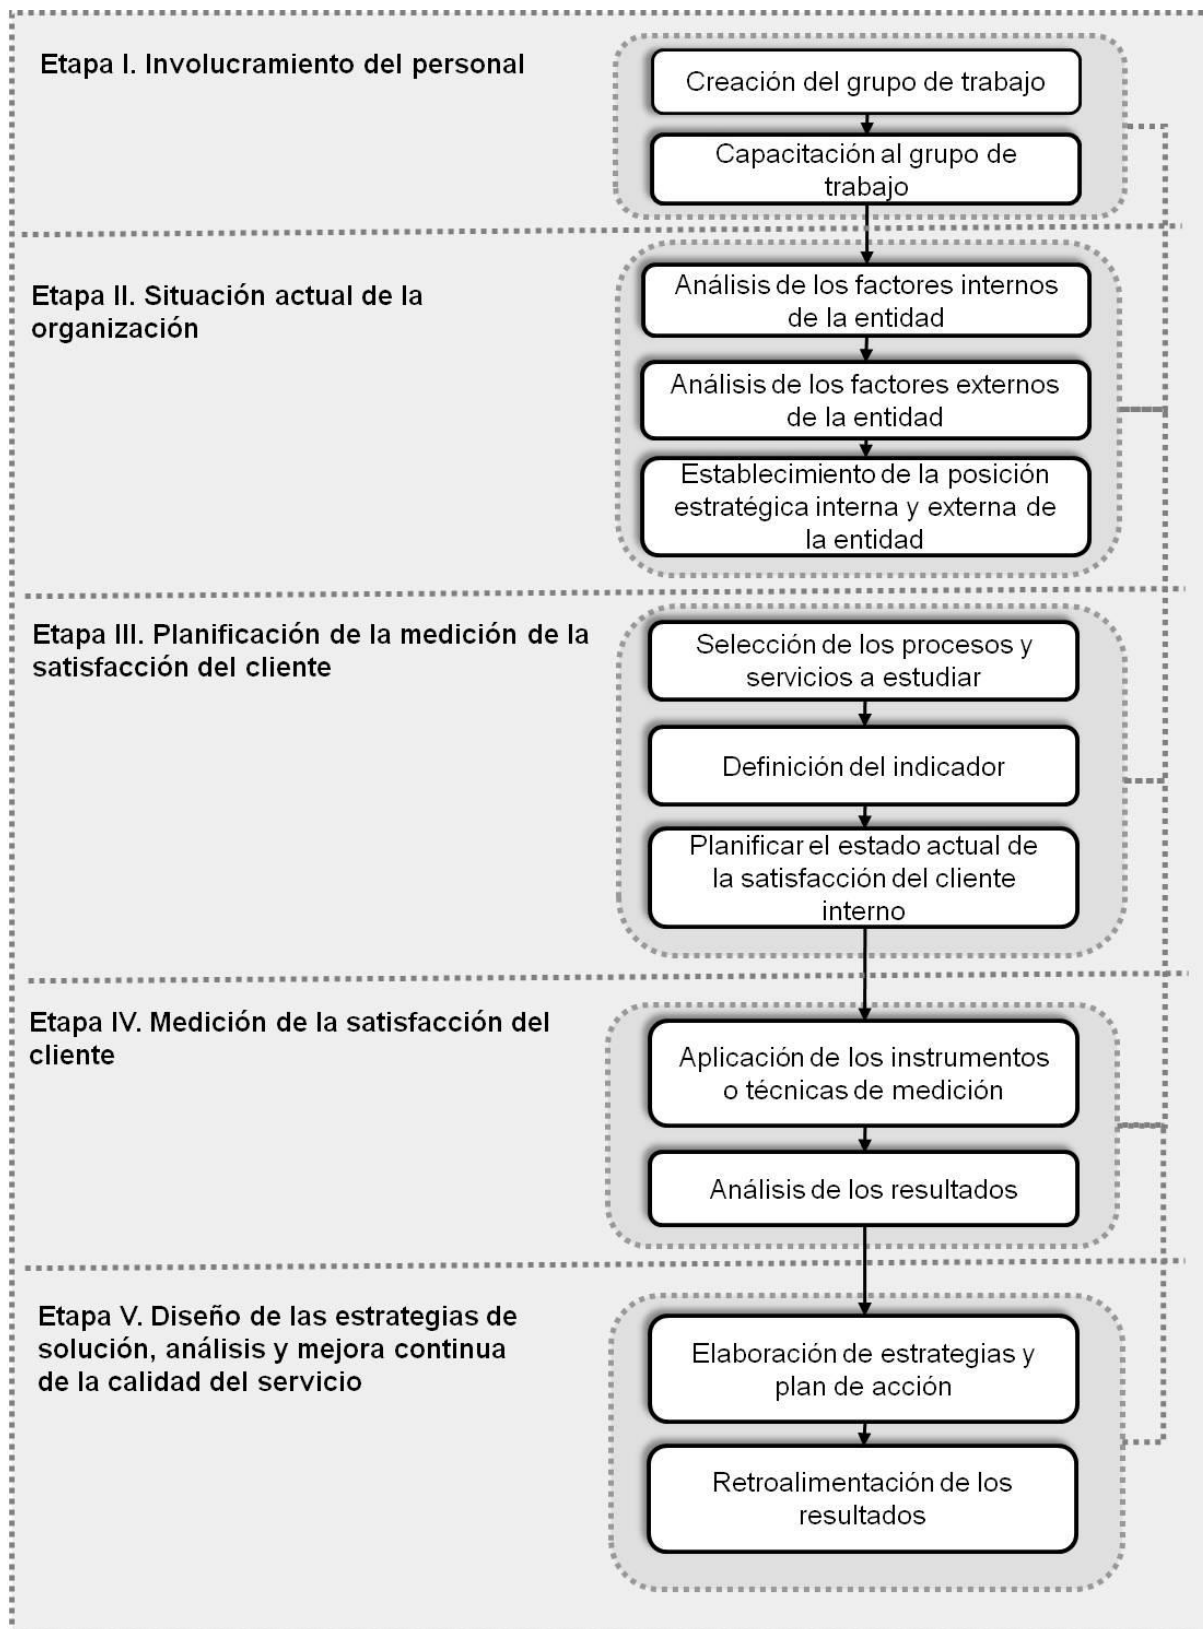 Etapa I. Involucramiento del personal
Creación del grupo de trabajo
Capacitación al grupo de
trabajo
Etapa II. Situación actual de la
organización
Análisis de los factores internos
de la entidad
Análisis de los factores externos
de la entidad
Establecimiento de la posición
estratégica interna y externa de
la entidad
Etapa III. Planificación de la medición de la
satisfacción del cliente
Selección de los procesos y
servicios a estudiar
Definición del indicador
Planificar el estado actual de
la satisfacción del cliente
interno
Etapa IV. Medición de la satisfacción del
cliente
Aplicación de los instrumentos
o técnicas de medición
Análisis de los resultados
Etapa V. Diseño de las estrategias de
solución, análisis y mejora continua
de la calidad del servicio
Elaboración de estrategias y
plan de acción
Retroalimentación de los
resultados